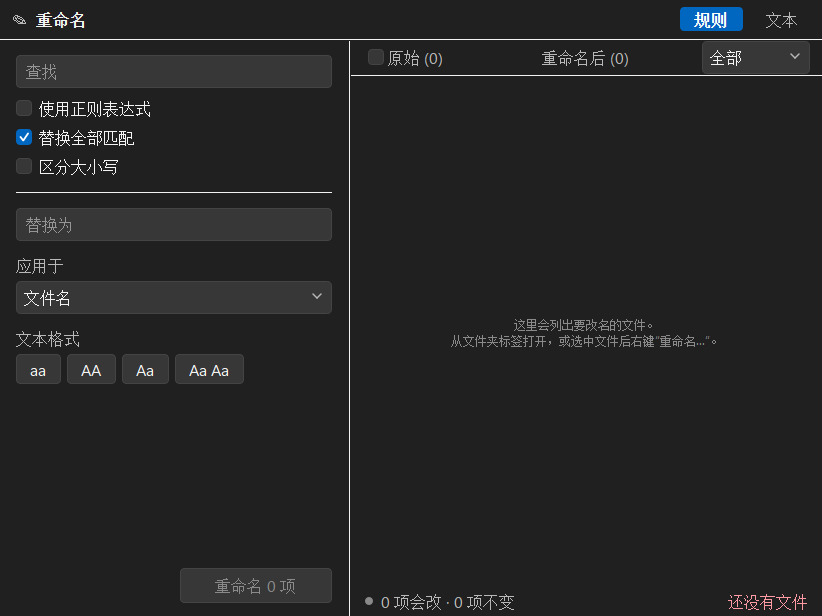 重命名
规则
文本
查找
使用正则表达式
替换全部匹配
区分大小写
替换为
应用于
文件名
文本格式
aa AA Aa Aa Aa
重命名 0 项
原始 (0) 重命名后 (0) 全部
这里会列出要改名的文件。
从文件夹标签打开，或选中文件后右键"重命名..."。
0 项会改 · 0 项不变
还没有文件